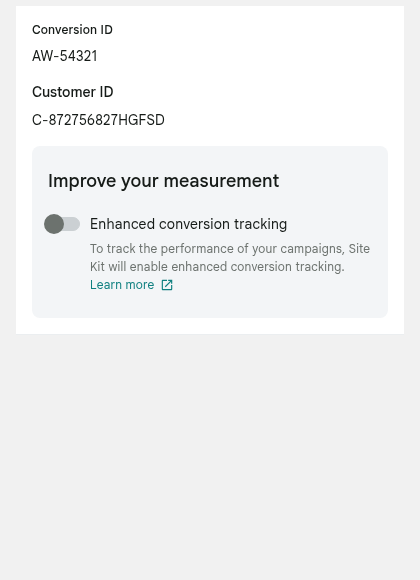 Conversion ID
AW-54321
Customer ID
C-872756827HGFSD
Improve your measurement
Enhanced conversion tracking
To track the performance of your campaigns, Site
Kit will enable enhanced conversion tracking.
Learn more